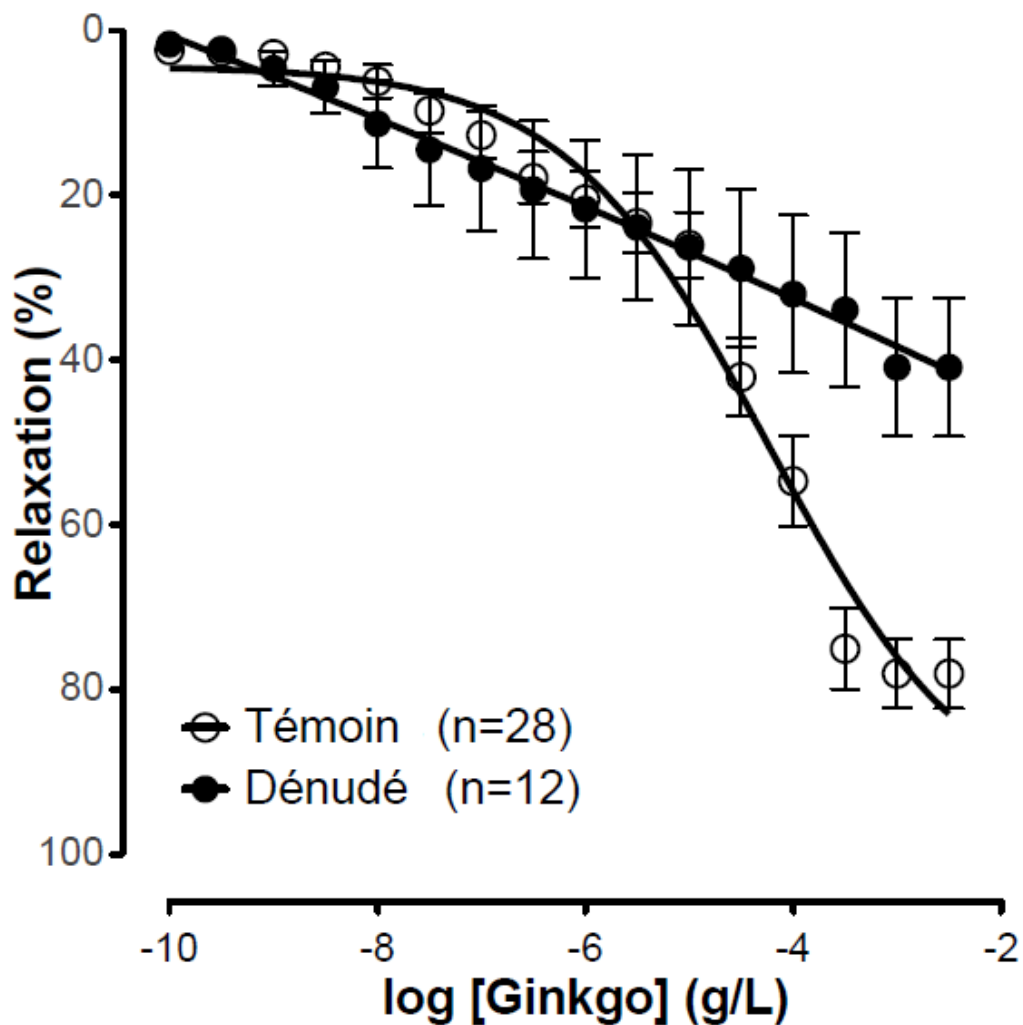 0
20
40
60
80
100
Relaxation (%)
Témoin (n=28)
Dénudé (n=12)
-10 -8 -6 -4 -2
log [Ginkgo] (g/L)